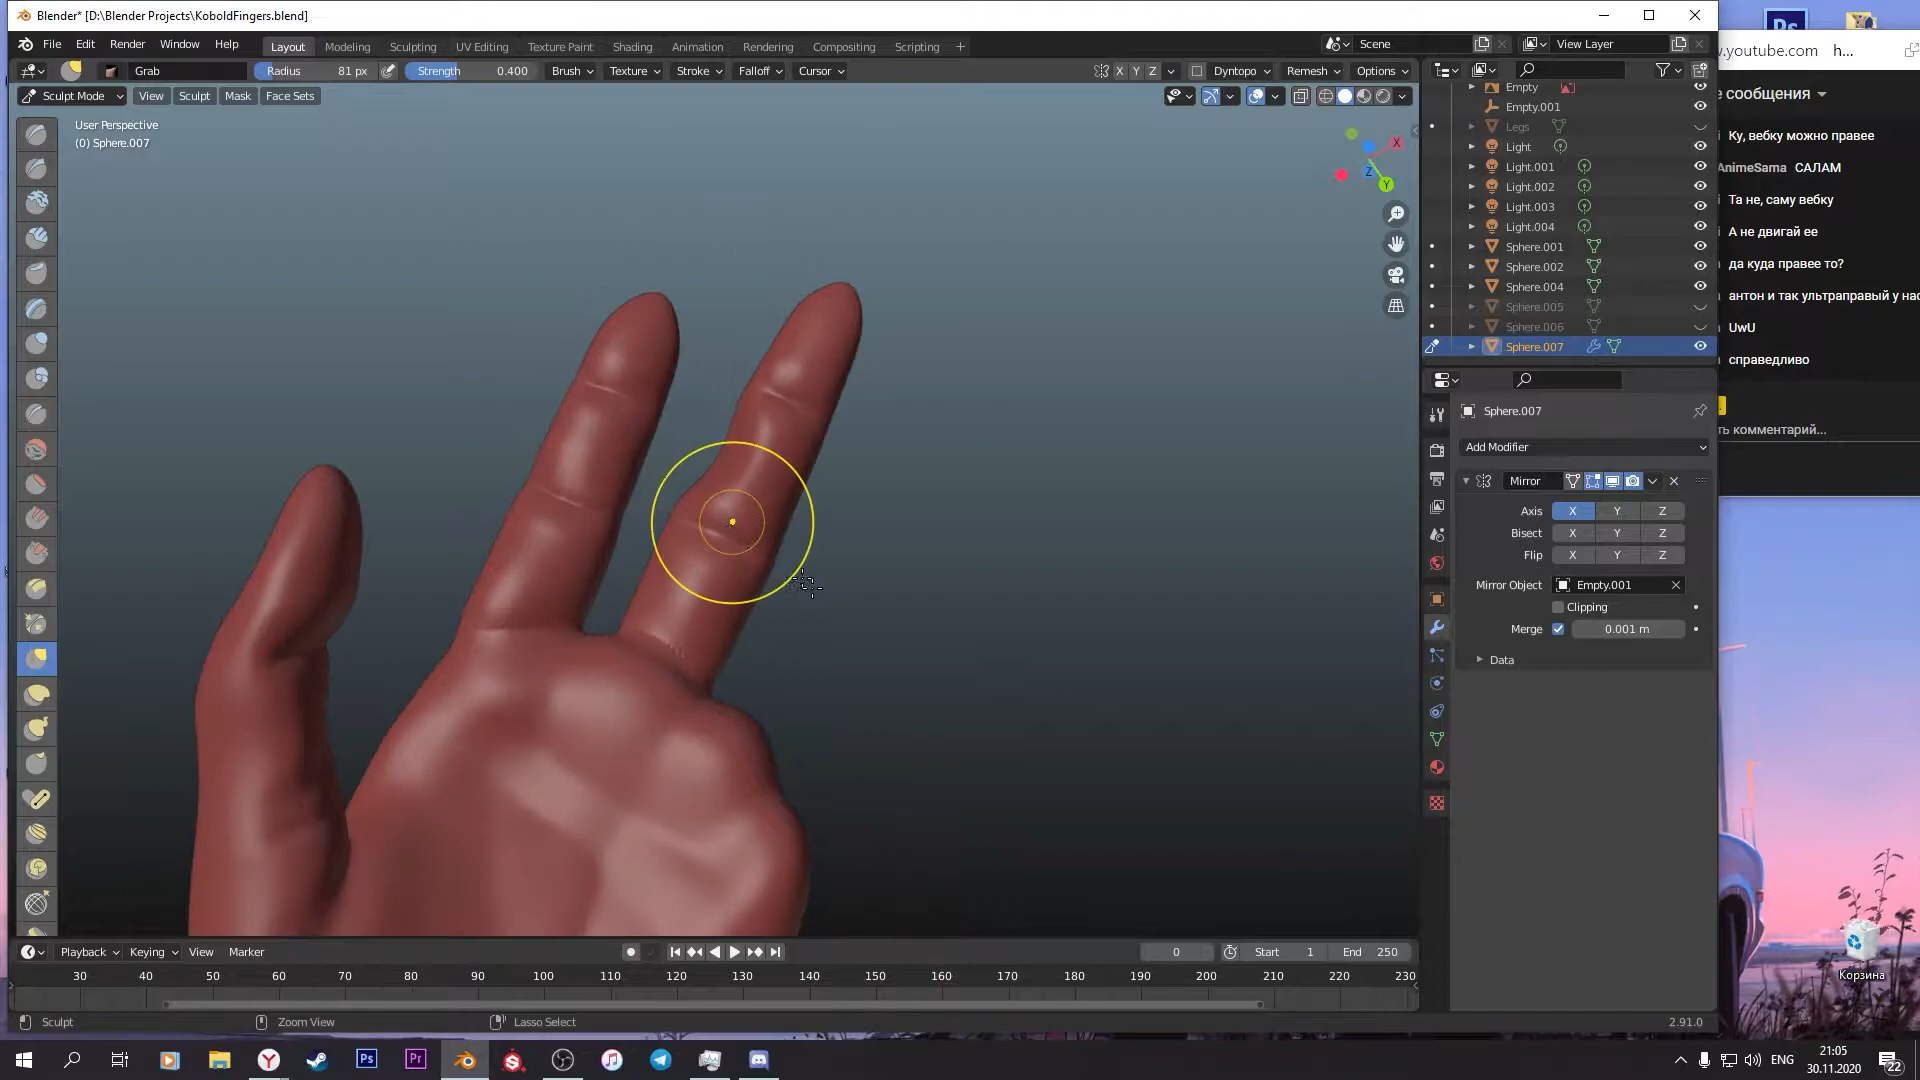 Blender* [D:\Blender Projects\KoboldFingers.blend]
File Edit Render Window Help Layout Modeling Sculpting UV Editing Texture Paint Shading Animation Rendering Compositing Scripting + Scene View Layer
Grab Radius 81 px Strength 0.400 Brush Texture Stroke Falloff Cursor X Y Z Dyntopo Remesh Options
Sculpt Mode View Sculpt Mask Face Sets
User Perspective
(0) Sphere.007
X
Z
Y
Empty
Empty.001
Legs
Light
Light.001
Light.002
Light.003
Light.004
Sphere.001
Sphere.002
Sphere.004
Sphere.005
Sphere.006
Sphere.007
Sphere.007
Add Modifier
Mirror
Axis X Y Z
Bisect X Y Z
Flip X Y Z
Mirror Object Empty.001
Clipping
Merge 0.001 m
Data
Ps
.youtube.com h...
е сообщения
Ку, вебку можно правее
AnimeSama САЛАМ
Та не, саму вебку
А не двигай ее
да куда правее то?
антон и так ультраправый у нас
UwU
справедливо
ть комментарий...
Корзина
Playback Keying View Marker 0 Start 1 End 250
30 40 50 60 70 80 90 100 110 120 130 140 150 160 170 180 190 200 210 220 230
Sculpt Zoom View Lasso Select 2.91.0
Ps Pr ENG 21:05
30.11.2020 22